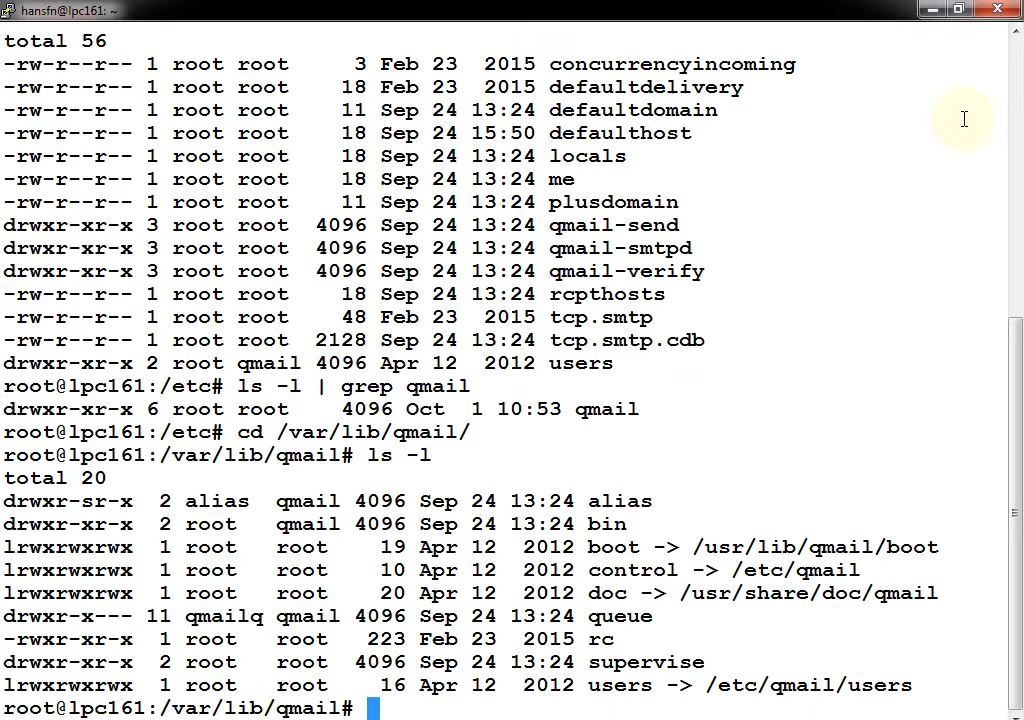 hansfn@lpc161: ~
total 56
-rw-r--r-- 1 root root     3 Feb 23  2015 concurrencyincoming
-rw-r--r-- 1 root root    18 Feb 23  2015 defaultdelivery
-rw-r--r-- 1 root root    11 Sep 24 13:24 defaultdomain
-rw-r--r-- 1 root root    18 Sep 24 15:50 defaulthost
-rw-r--r-- 1 root root    18 Sep 24 13:24 locals
-rw-r--r-- 1 root root    18 Sep 24 13:24 me
-rw-r--r-- 1 root root    11 Sep 24 13:24 plusdomain
drwxr-xr-x 3 root root  4096 Sep 24 13:24 qmail-send
drwxr-xr-x 3 root root  4096 Sep 24 13:24 qmail-smtpd
drwxr-xr-x 3 root root  4096 Sep 24 13:24 qmail-verify
-rw-r--r-- 1 root root    18 Sep 24 13:24 rcpthosts
-rw-r--r-- 1 root root    48 Feb 23  2015 tcp.smtp
-rw-r--r-- 1 root root  2128 Sep 24 13:24 tcp.smtp.cdb
drwxr-xr-x 2 root qmail 4096 Apr 12  2012 users
root@lpc161:/etc# ls -l | grep qmail
drwxr-xr-x 6 root root    4096 Oct  1 10:53 qmail
root@lpc161:/etc# cd /var/lib/qmail/
root@lpc161:/var/lib/qmail# ls -l
total 20
drwxr-sr-x  2 alias  qmail 4096 Sep 24 13:24 alias
drwxr-xr-x  2 root   qmail 4096 Sep 24 13:24 bin
lrwxrwxrwx  1 root   root    19 Apr 12  2012 boot -> /usr/lib/qmail/boot
lrwxrwxrwx  1 root   root    10 Apr 12  2012 control -> /etc/qmail
lrwxrwxrwx  1 root   root    20 Apr 12  2012 doc -> /usr/share/doc/qmail
drwxr-x--- 11 qmailq qmail 4096 Sep 24 13:24 queue
-rwxr-xr-x  1 root   root   223 Feb 23  2015 rc
drwxr-xr-x  2 root   root  4096 Sep 24 13:24 supervise
lrwxrwxrwx  1 root   root    16 Apr 12  2012 users -> /etc/qmail/users
root@lpc161:/var/lib/qmail#